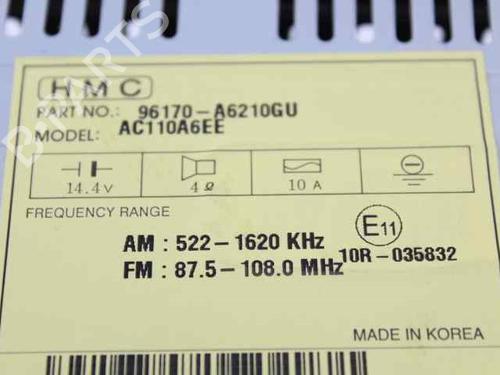 B-PARTS
HMC
PART NO.: 96170-A6210GU
MODEL: AC110A6EE
14.4V 4Ω 10 A
FREQUENCY RANGE
AM : 522-1620 KHz
FM : 87.5-108.0 MHz
E11
10R-035832
MADE IN KOREA